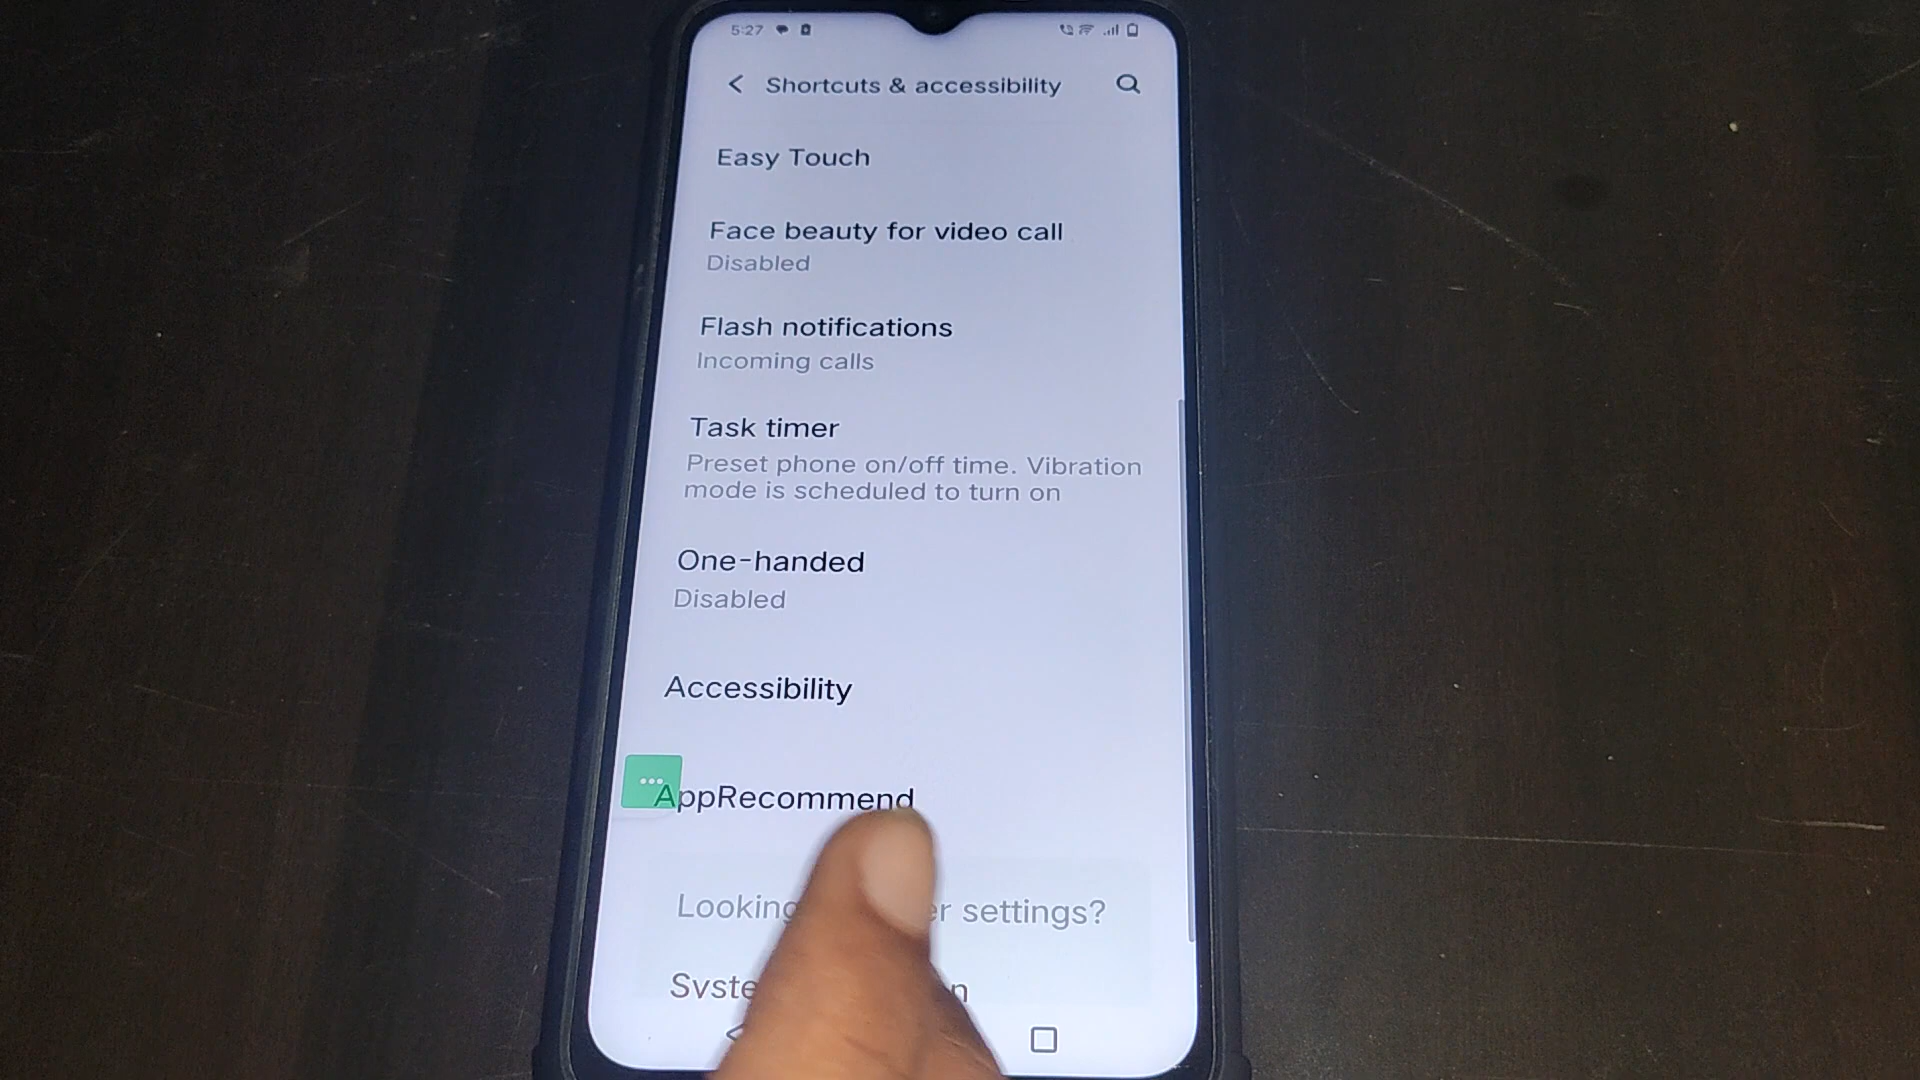 5:27
Shortcuts & accessibility
Easy Touch
Face beauty for video call
Disabled
Flash notifications
Incoming calls
Task timer
Preset phone on/off time. Vibration
mode is scheduled to turn on
One-handed
Disabled
Accessibility
AppRecommend
Looking settings?